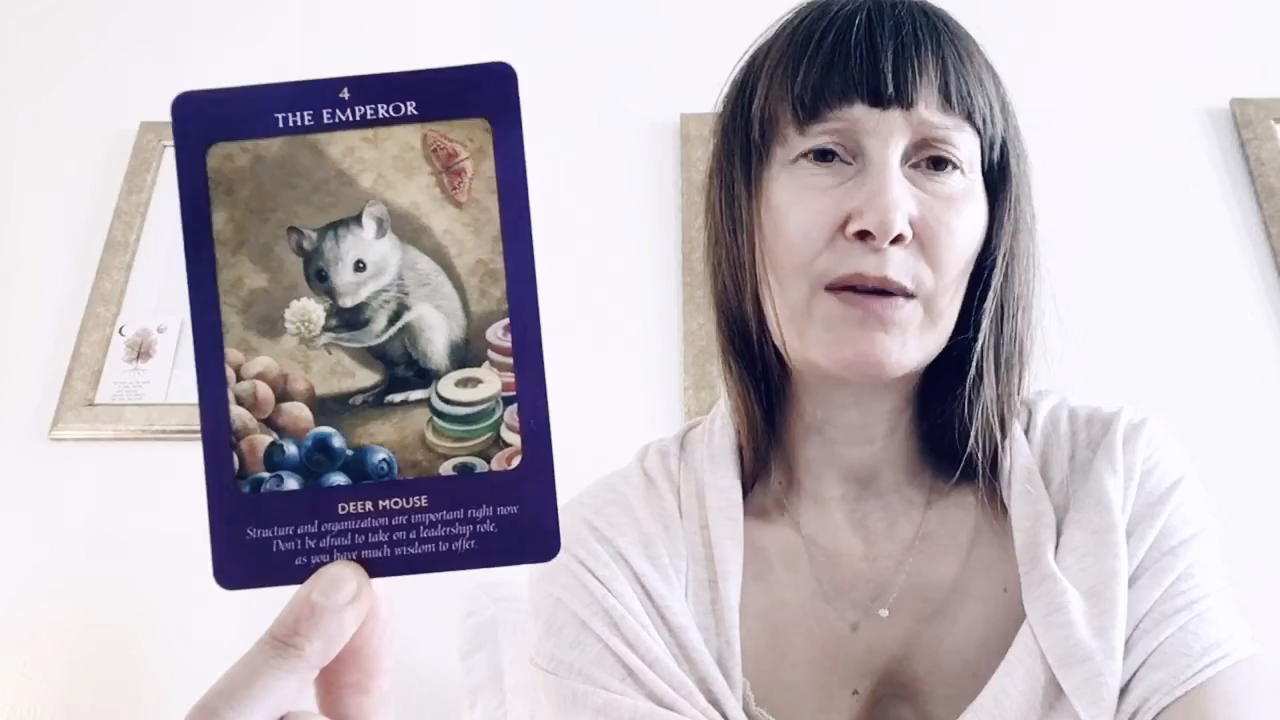 4
THE EMPEROR
DEER MOUSE
Structure and organization are important right now.
Don't be afraid to take on a leadership role,
as you have much wisdom to offer.